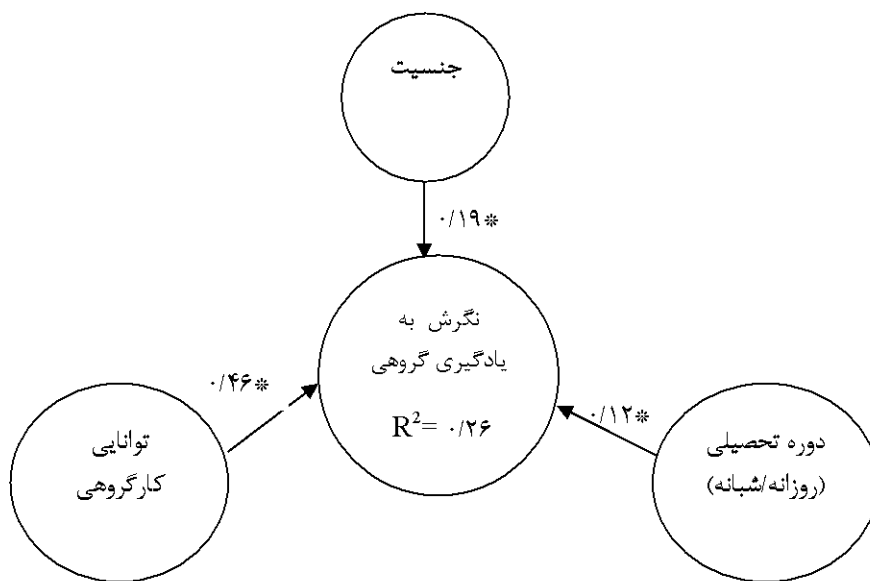 جنسیت
۰/۱۹*
نگرش به
یادگیری گروهی
R²= ۰/۲۶
۰/۴۶*
توانایی
کارگروهی
۰/۱۲*
دوره تحصیلی
(روزانه/شبانه)